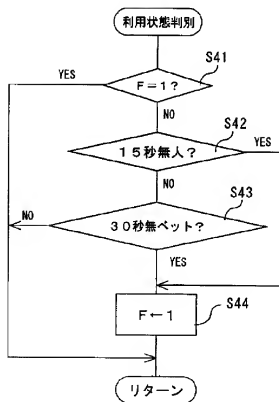 利用状態判別
S41
YES
F=1?
NO
S42
15秒無人?
YES
NO
S43
30秒無ペット?
NO
YES
F←1
S44
リターン